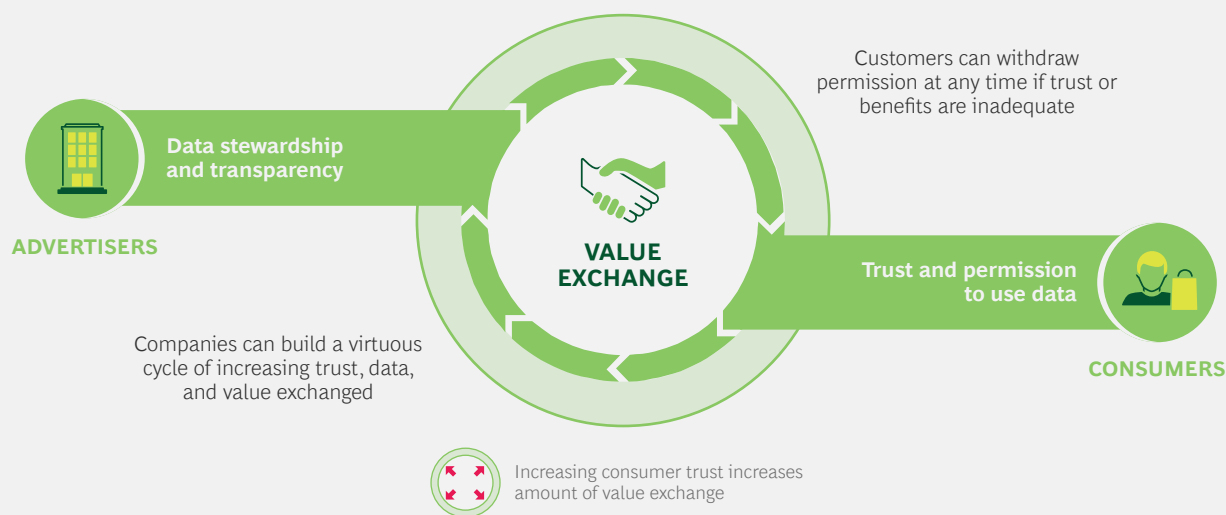 Customers can withdraw
permission at any time if trust or
benefits are inadequate
Data stewardship
and transparency
ADVERTISERS
VALUE
EXCHANGE
Trust and permission
to use data
CONSUMERS
Companies can build a virtuous
cycle of increasing trust, data,
and value exchanged
Increasing consumer trust increases
amount of value exchange